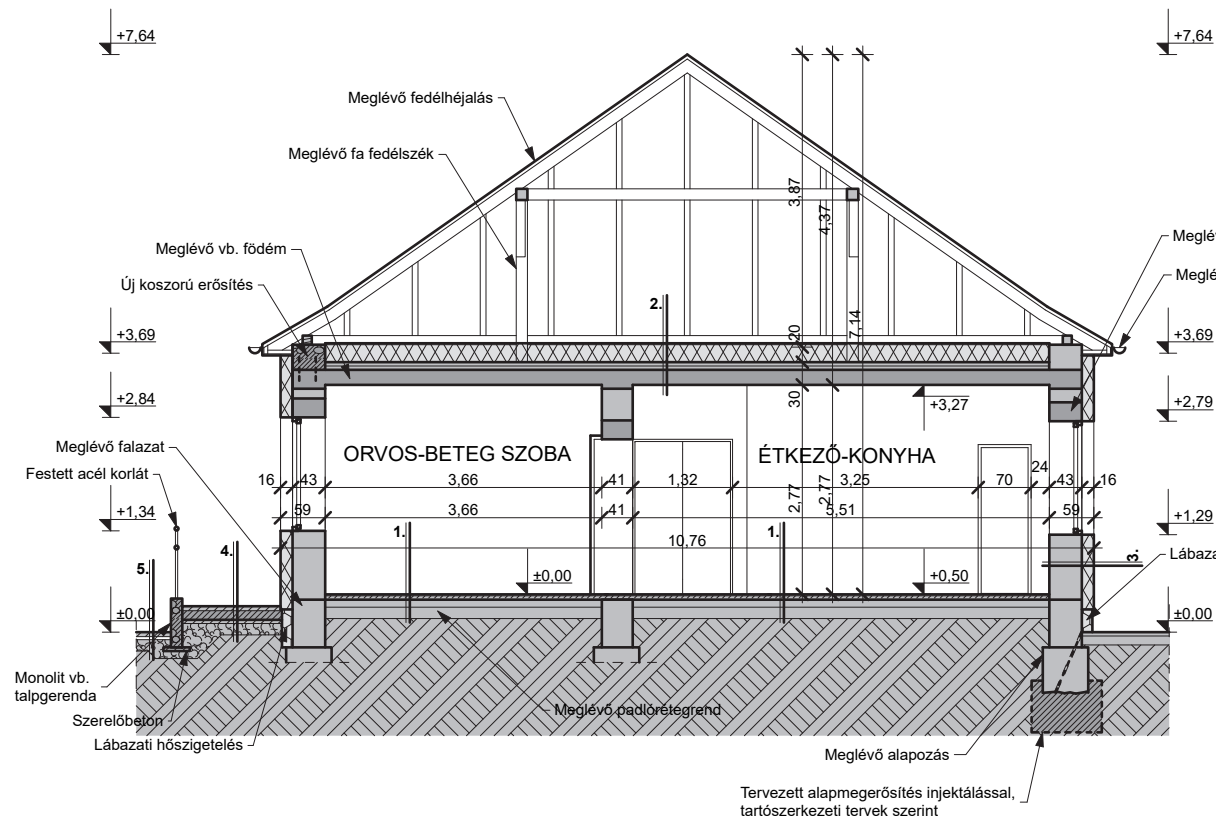 +7,64
+7,64
Meglévő fedélhéjalás
Meglévő fa fedélszék
3,87
4,37
Meglévő vb. födém
Új koszorú erősítés
2.
20
7,14
Meglév
Meglé
+3,69
+3,69
30
+3,27
+2,84
+2,79
Meglévő falazat
Festett acél korlát
ORVOS-BETEG SZOBA
ÉTKEZŐ-KONYHA
16
43
3,66
41
1,32
3,25
70
24
43
16
2,77
2,77
59
3,66
41
5,51
59
+1,34
+1,29
10,76
1.
1.
4.
5.
3.
Lábaza
±0,00
+0,50
±0,00
±0,00
Monolit vb.
talpgerenda
Szerelőbeton
Lábazati hőszigetelés
Meglévő padlórétegrend
Meglévő alapozás
Tervezett alapmegerősítés injektálással,
tartószerkezeti tervek szerint